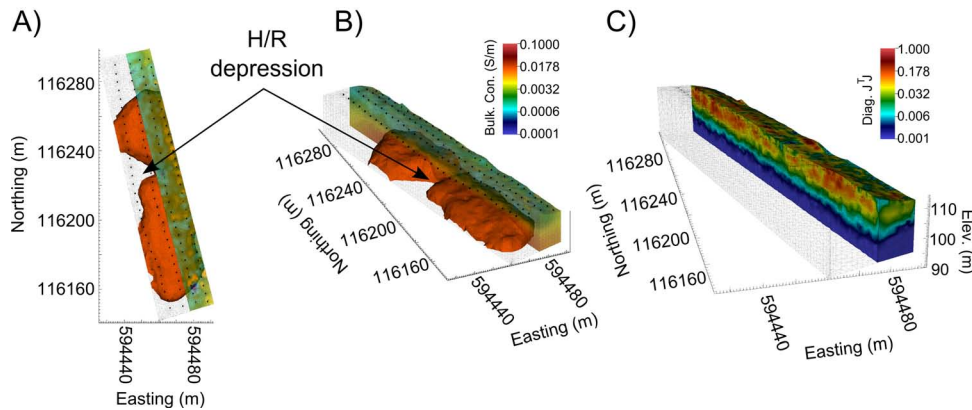 A)
H/R
depression
B)
C)
116280
116240
116200
116160
Northing (m)
594440
594480
Easting (m)
Bulk. Con. (S/m)
0.1000
0.0178
0.0032
0.0006
0.0001
116280
116240
116200
116160
Northing (m)
594440
594480
Easting (m)
Diag. JᵀJ
1.000
0.178
0.032
0.006
0.001
116280
116240
116200
116160
Northing (m)
594440
594480
Easting (m)
110
100
90
Elev. (m)